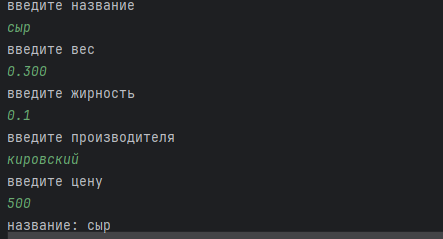 введите название
сыр
введите вес
0.300
введите жирность
0.1
введите производителя
кировский
введите цену
500
название: сыр